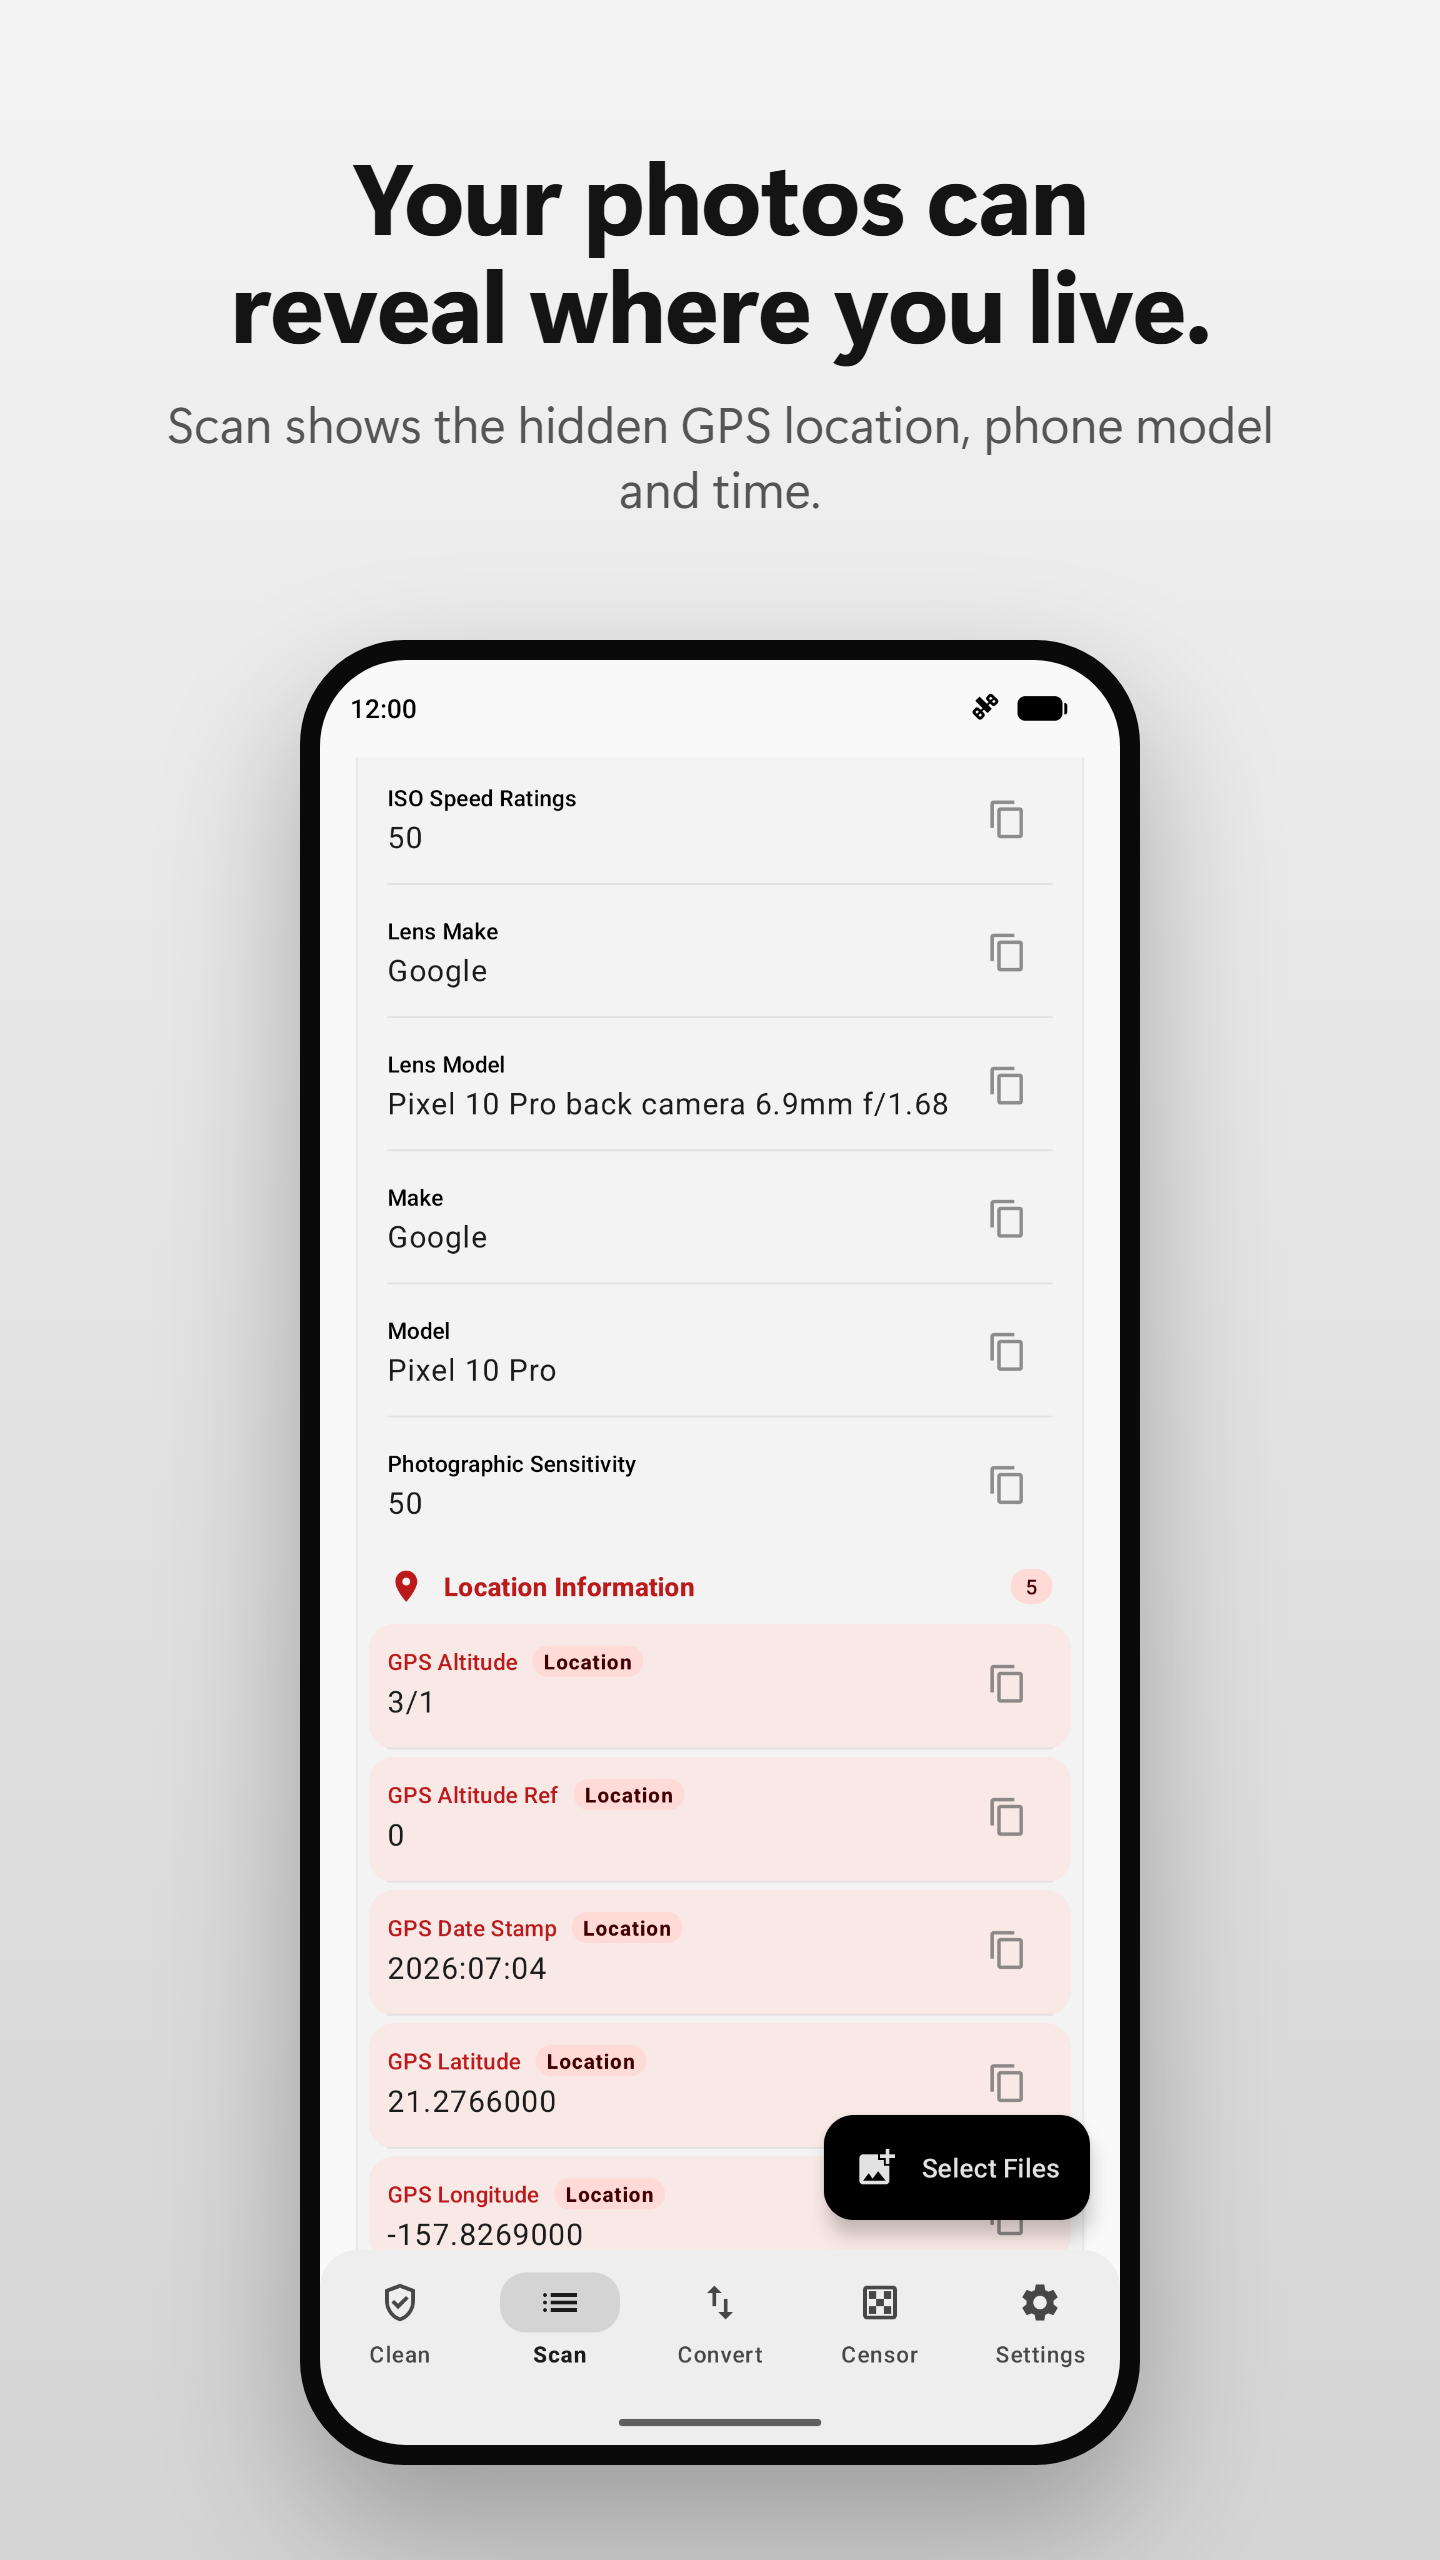 Your photos can
reveal where you live.
Scan shows the hidden GPS location, phone model
and time.
12:00
ISO Speed Ratings
50
Lens Make
Google
Lens Model
Pixel 10 Pro back camera 6.9mm f/1.68
Make
Google
Model
Pixel 10 Pro
Photographic Sensitivity
50
Location Information 5
GPS Altitude Location
3/1
GPS Altitude Ref Location
0
GPS Date Stamp Location
2026:07:04
GPS Latitude Location
21.2766000
Select Files
GPS Longitude Location
-157.8269000
Clean Scan Convert Censor Settings